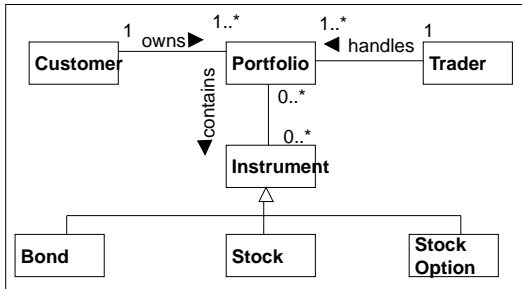 1 owns 1..* 1..* handles 1
Customer Portfolio Trader
contains
0..*
0..*
Instrument
Bond Stock Stock
Option